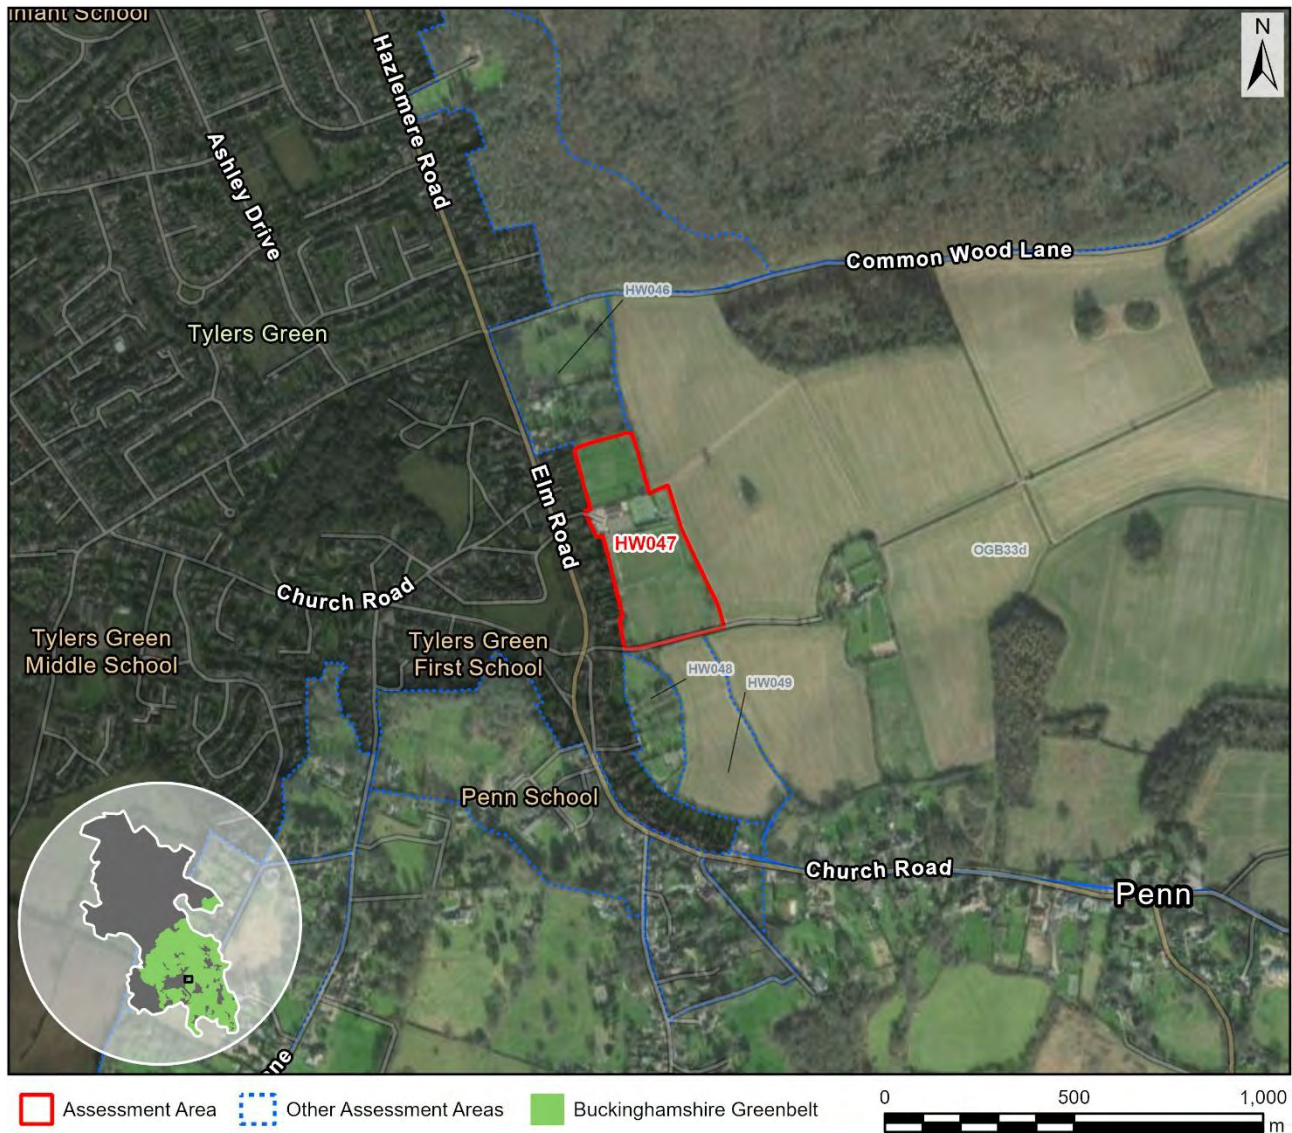 Infant School
N
Hazlemere Road
Ashley Drive
Common Wood Lane
HW046
Tylers Green
Elm Road
HW047
OGB33d
Church Road
Tylers Green
Middle School
Tylers Green
First School
HW048
HW049
Penn School
Church Road
Penn
ne
Assessment Area
Other Assessment Areas
Buckinghamshire Greenbelt
0
500
1,000
m